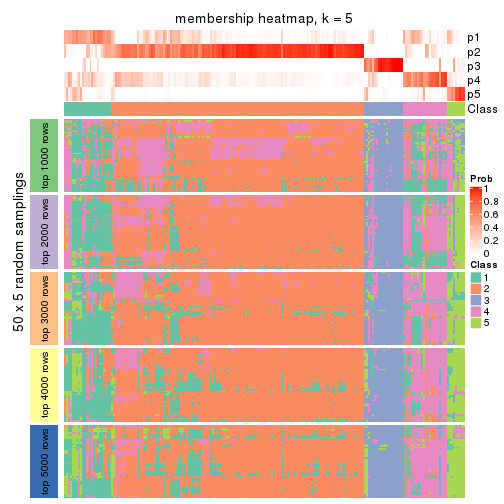 membership heatmap, k = 5
p1
p2
p3
p4
p5
Class
50 x 5 random samplings
top 1000 rows
top 2000 rows
top 3000 rows
top 4000 rows
top 5000 rows
Prob
1
0.8
0.6
0.4
0.2
0
Class
1
2
3
4
5